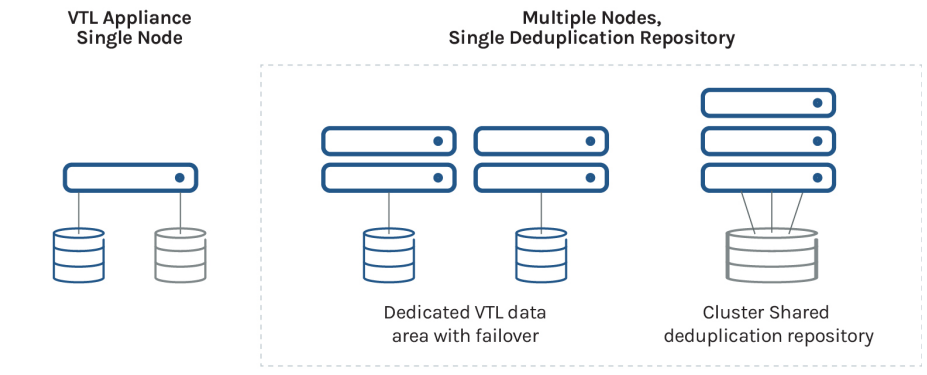 VTL Appliance
Single Node
Multiple Nodes,
Single Deduplication Repository
Dedicated VTL data
area with failover
Cluster Shared
deduplication repository